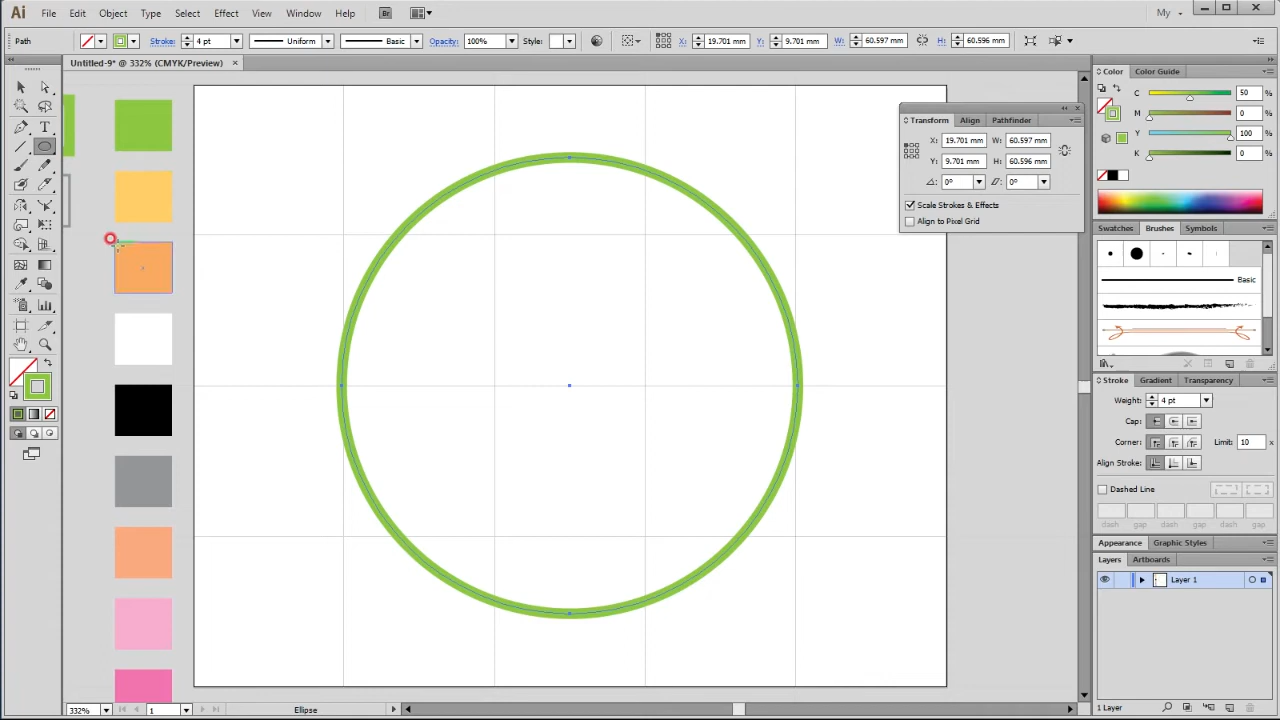 Ai File Edit Object Type Select Effect View Window Help Br My
Path Stroke: 4 pt Uniform Basic Opacity: 100% Style: X: 19.701 mm Y: 9.701 mm W: 60.597 mm H: 60.596 mm
Untitled-9* @ 332% (CMYK/Preview)
Transform Align Pathfinder
X: 19.701 mm W: 60.597 mm
Y: 9.701 mm H: 60.596 mm
0° 0°
Scale Strokes & Effects
Align to Pixel Grid
Color Color Guide
C 50 %
M 0 %
Y 100 %
K 0 %
Swatches Brushes Symbols
Basic
Stroke Gradient Transparency
Weight: 4 pt
Cap:
Corner: Limit: 10 x
Align Stroke:
Dashed Line
dash gap dash gap dash gap
Appearance Graphic Styles
Layers Artboards
Layer 1
1 Layer
332% 1 Ellipse